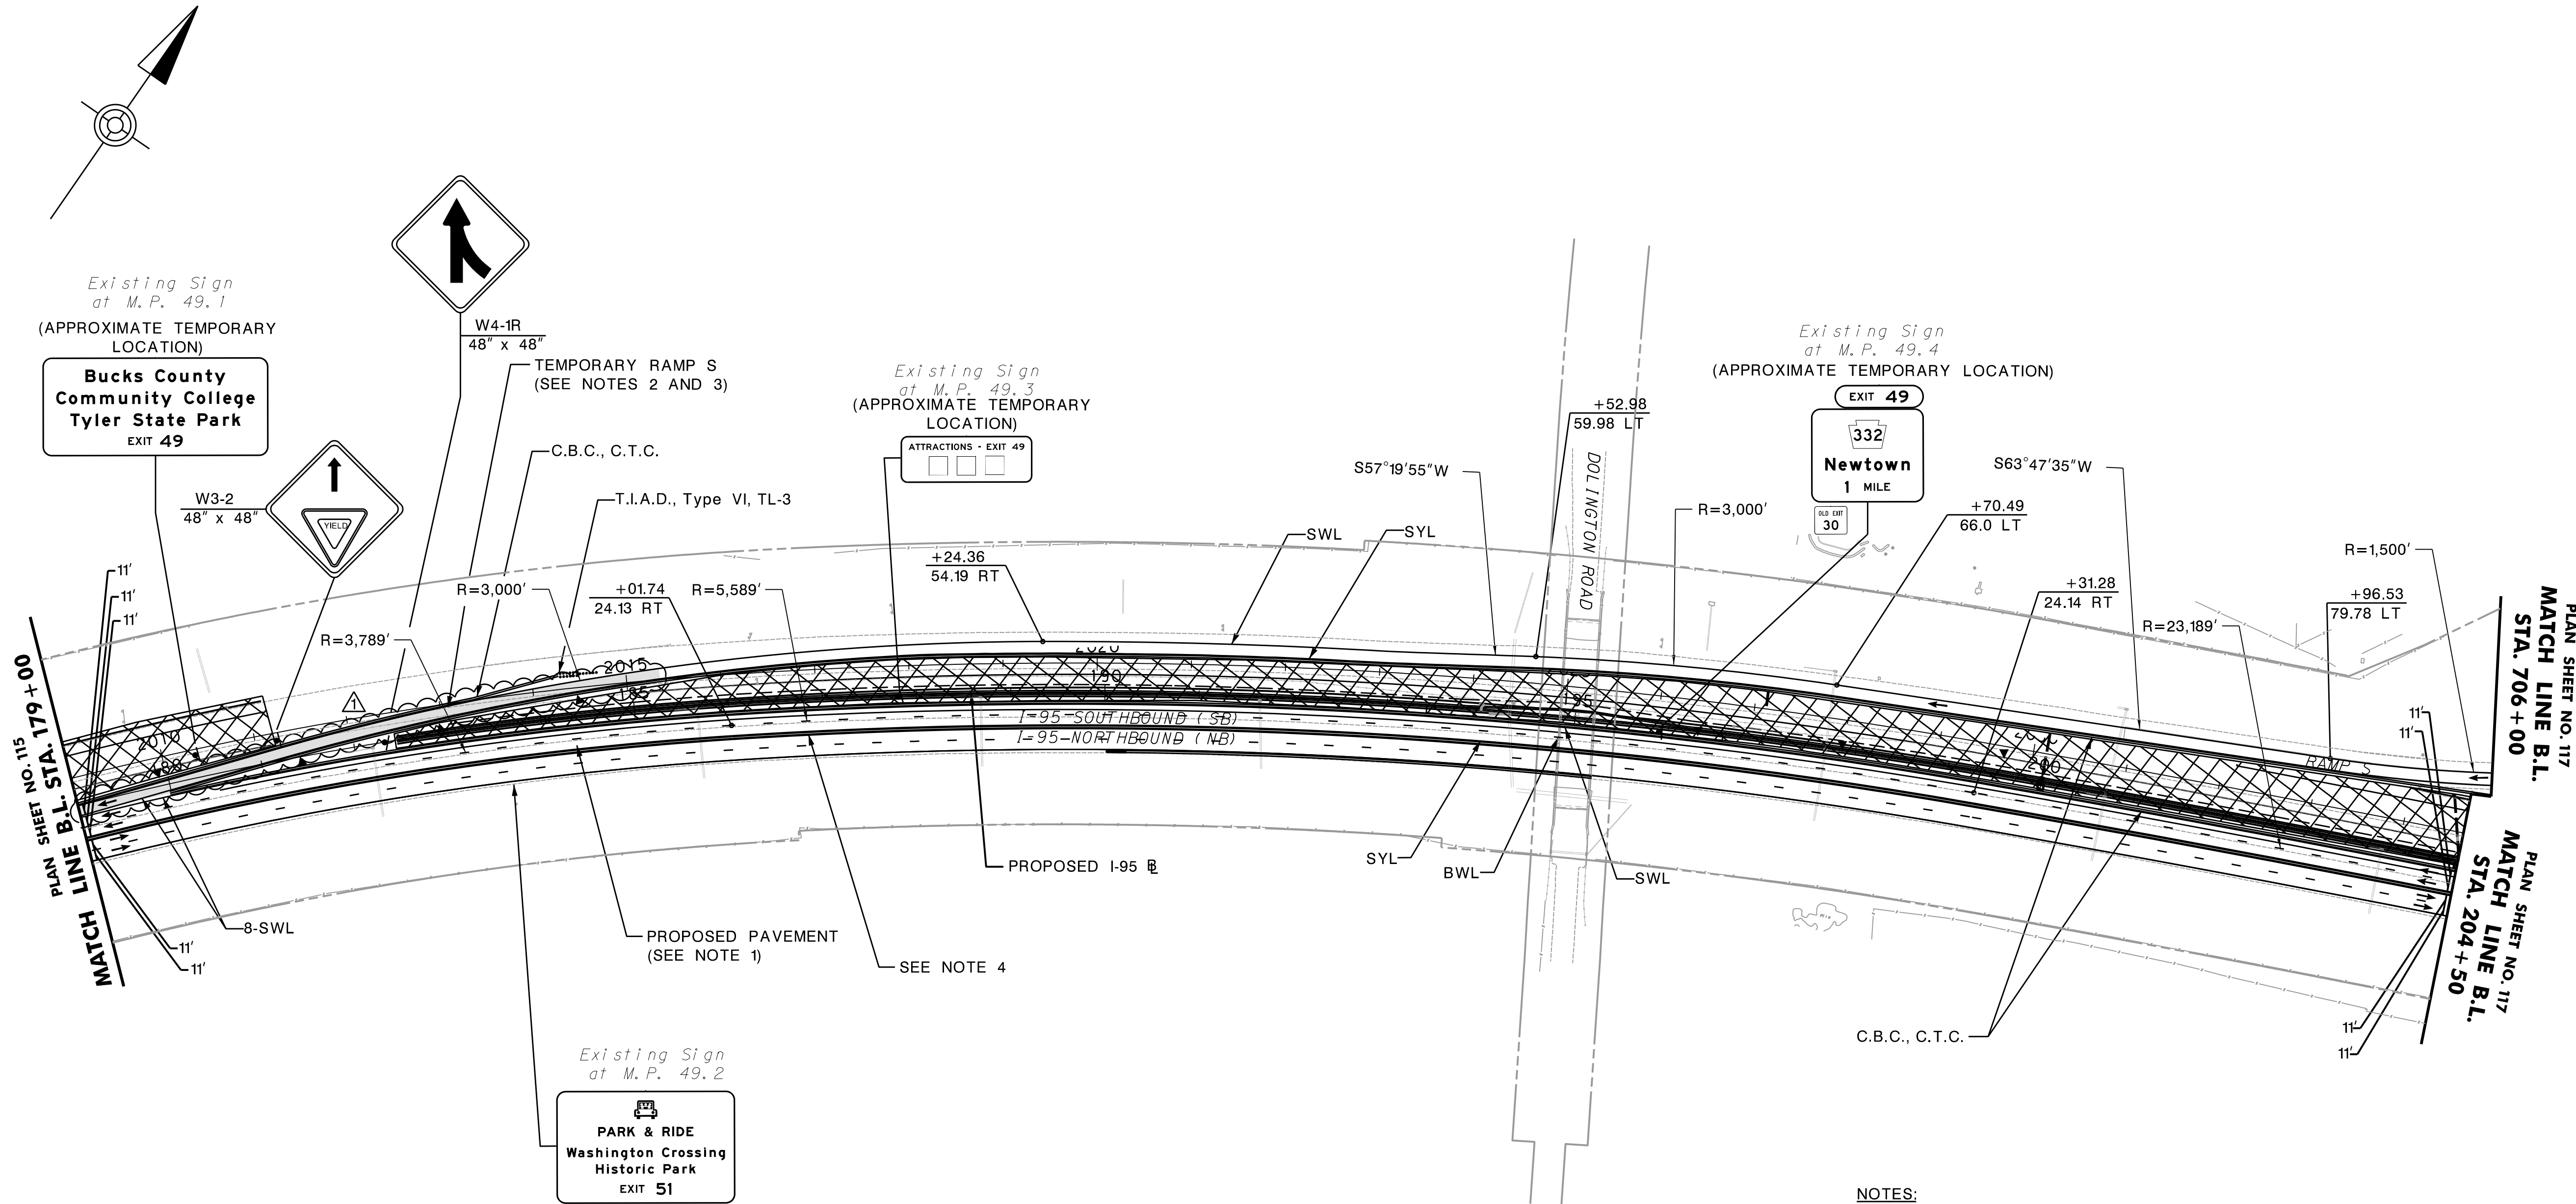 Existing Sign
at M.P. 49.1
(APPROXIMATE TEMPORARY
LOCATION)
Bucks County
Community College
Tyler State Park
EXIT 49
W3-2
48" x 48"
YIELD
W4-1R
48" x 48"
TEMPORARY RAMP S
(SEE NOTES 2 AND 3)
C.B.C., C.T.C.
T.I.A.D., Type VI, TL-3
Existing Sign
at M.P. 49.3
(APPROXIMATE TEMPORARY
LOCATION)
ATTRACTIONS - EXIT 49
+52.98
59.98 LT
DOLINGTON ROAD
S57°19'55"W
Existing Sign
at M.P. 49.4
(APPROXIMATE TEMPORARY LOCATION)
EXIT 49
332
Newtown
1 MILE
OLD EXIT
30
R=3,000'
S63°47'35"W
+70.49
66.0 LT
R=1,500'
+31.28
24.14 RT
+96.53
79.78 LT
R=23,189'
PLAN SHEET NO. 117
MATCH LINE B.L.
STA. 706+00
11'
11'
11'
R=3,789'
R=3,000'
+01.74
24.13 RT
R=5,589'
+24.36
54.19 RT
SWL
SYL
1
2010
2015
185
2020
190
195
200
RAMP S
11'
11'
I-95 SOUTHBOUND (SB)
I-95 NORTHBOUND (NB)
PLAN SHEET NO. 115
MATCH LINE B.L. STA. 179+00
8-SWL
11'
11'
PROPOSED PAVEMENT
(SEE NOTE 1)
SEE NOTE 4
PROPOSED I-95 BL
SYL
BWL
SWL
C.B.C., C.T.C.
11'
11'
PLAN SHEET NO. 117
MATCH LINE B.L.
STA. 204+50
Existing Sign
at M.P. 49.2
PARK & RIDE
Washington Crossing
Historic Park
EXIT 51
NOTES: